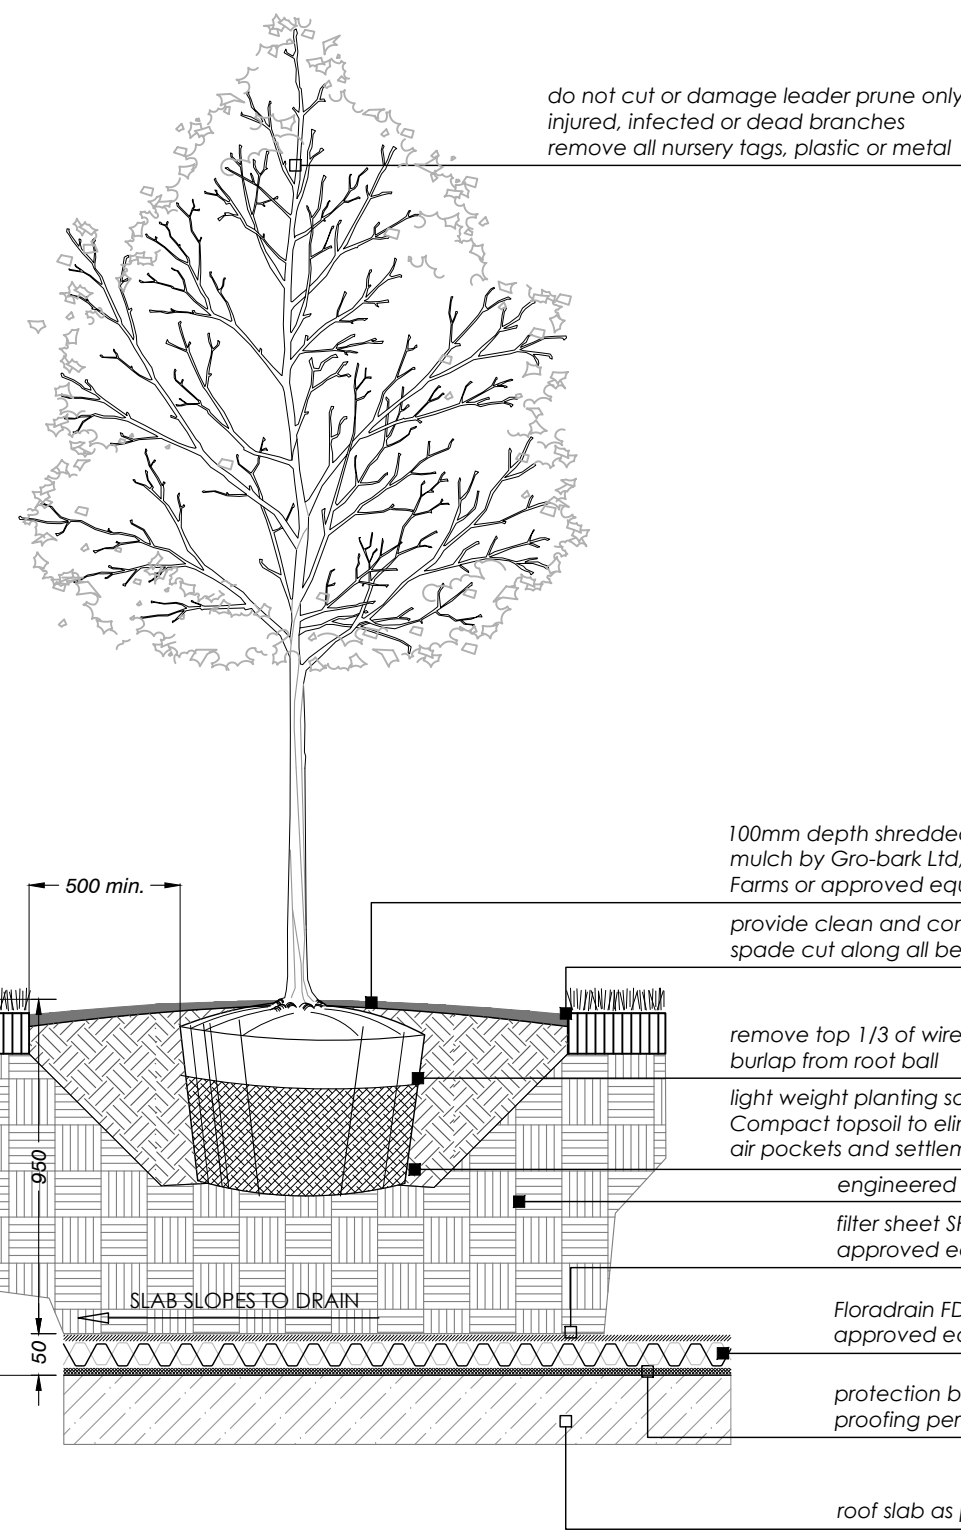 do not cut or damage leader prune only
injured, infected or dead branches
remove all nursery tags, plastic or metal
100mm depth shredded
mulch by Gro-bark Ltd,
Farms or approved equ
500 min.
provide clean and con
spade cut along all be
remove top 1/3 of wire
burlap from root ball
light weight planting so
Compact topsoil to elim
air pockets and settlem
950
engineered
filter sheet SF
approved eq
SLAB SLOPES TO DRAIN
Floradrain FD
approved eq
50
protection b
proofing per
roof slab as p